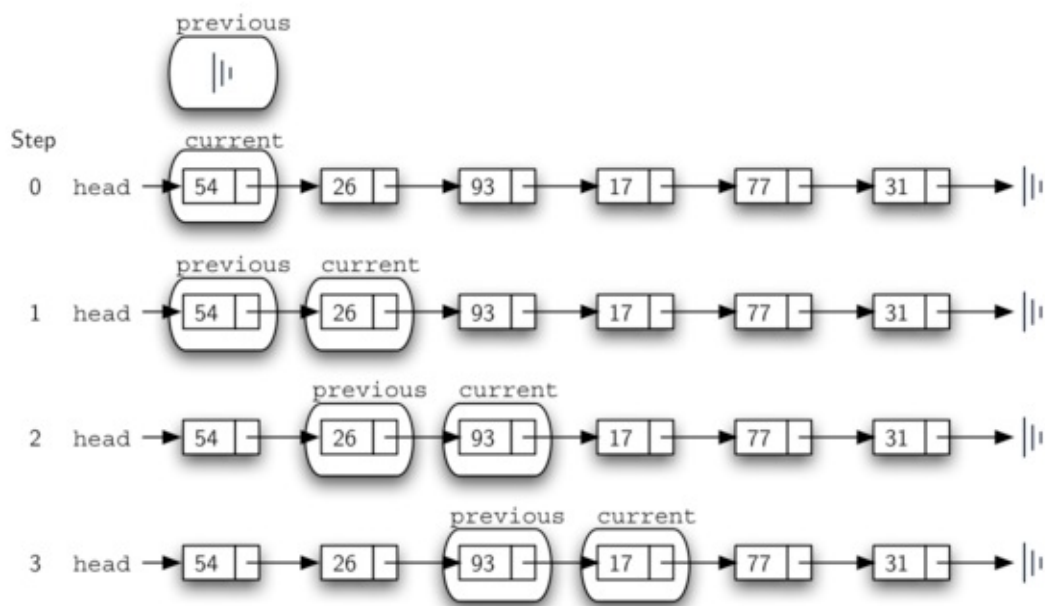 previous
Step
current
0 head 54 26 93 17 77 31
previous current
1 head 54 26 93 17 77 31
previous current
2 head 54 26 93 17 77 31
previous current
3 head 54 26 93 17 77 31